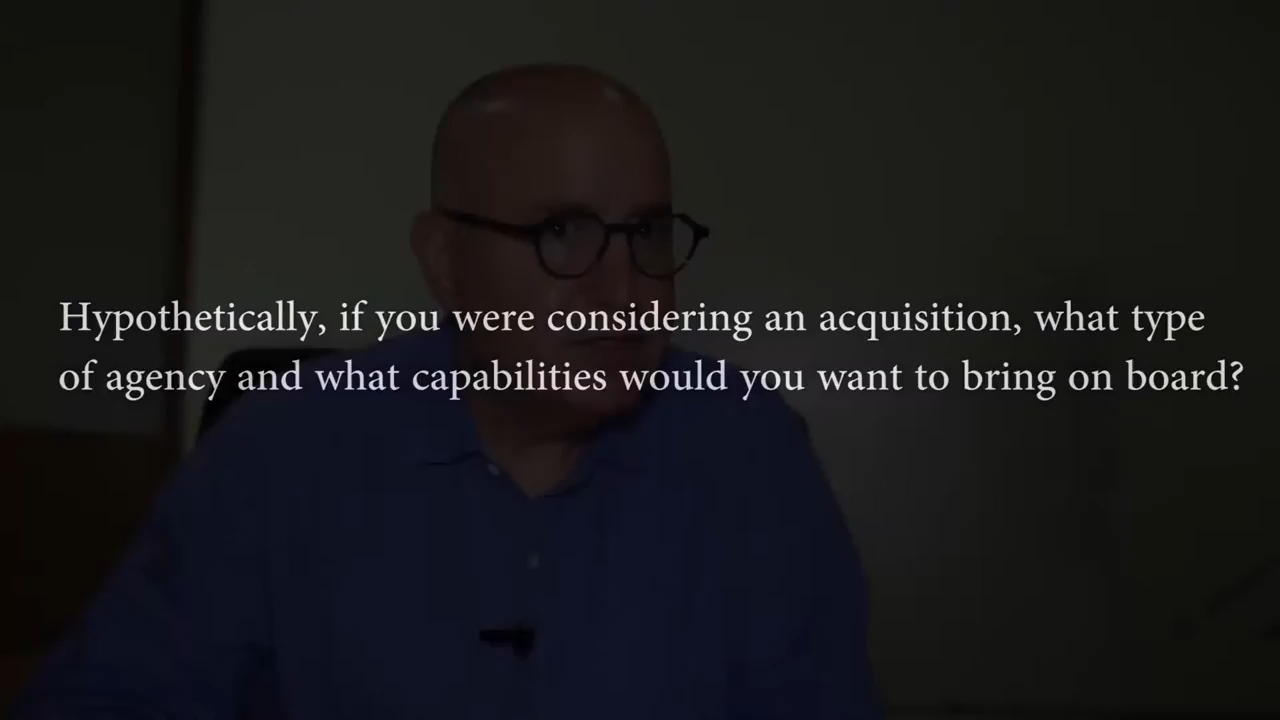 Hypothetically, if you were considering an acquisition, what type
of agency and what capabilities would you want to bring on board?